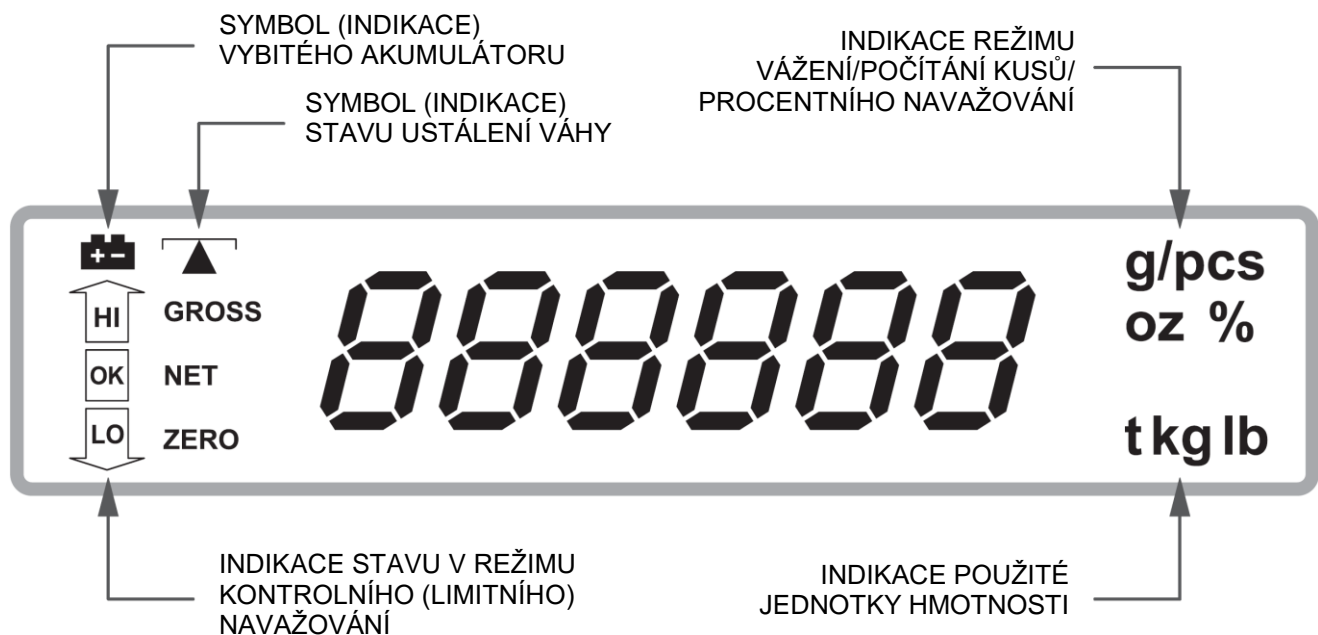 SYMBOL (INDIKACE)
VYBITÉHO AKUMULÁTORU
SYMBOL (INDIKACE)
STAVU USTÁLENÍ VÁHY
INDIKACE REŽIMU
VÁŽENÍ/POČÍTÁNÍ KUSŮ/
PROCENTNÍHO NAVAŽOVÁNÍ
+ -
HI
GROSS
OK
NET
LO
ZERO
888888
g/pcs
oz %
t kg lb
INDIKACE STAVU V REŽIMU
KONTROLNÍHO (LIMITNÍHO)
NAVAŽOVÁNÍ
INDIKACE POUŽITÉ
JEDNOTKY HMOTNOSTI